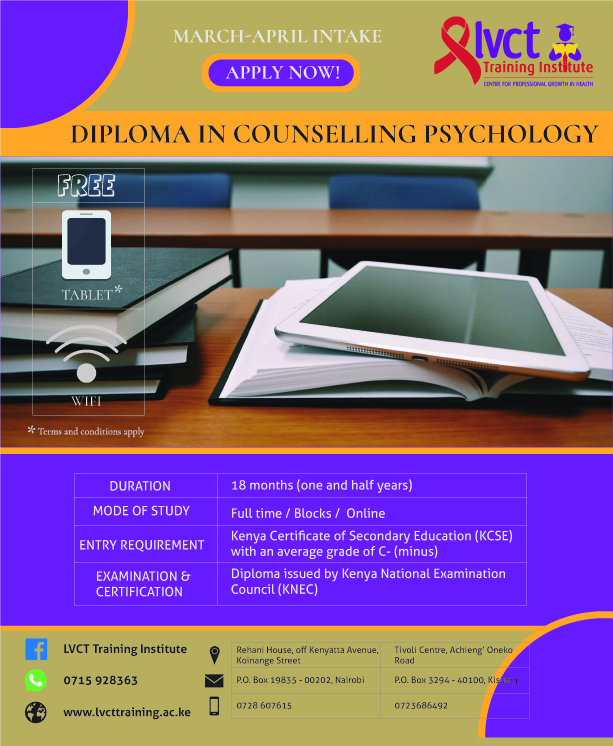 MARCH-APRIL INTAKE
APPLY NOW!
lvct
Training Institute
CENTRE FOR PROFESSIONAL GROWTH IN HEALTH
DIPLOMA IN COUNSELLING PSYCHOLOGY
FREE
TABLET*
WIFI
* Terms and conditions apply
DURATION
18 months (one and half years)
MODE OF STUDY
Full time / Blocks / Online
ENTRY REQUIREMENT
Kenya Certificate of Secondary Education (KCSE)
with an average grade of C- (minus)
EXAMINATION &
CERTIFICATION
Diploma issued by Kenya National Examination
Council (KNEC)
LVCT Training Institute
0715 928363
www.lvcttraining.ac.ke
Rehani House, off Kenyatta Avenue,
Koinange Street
P.O. Box 19835 - 00202, Nairobi
0728 607615
Tivoli Centre, Achieng' Oneko
Road
P.O. Box 3294 - 40100, Kisumu
0723686492